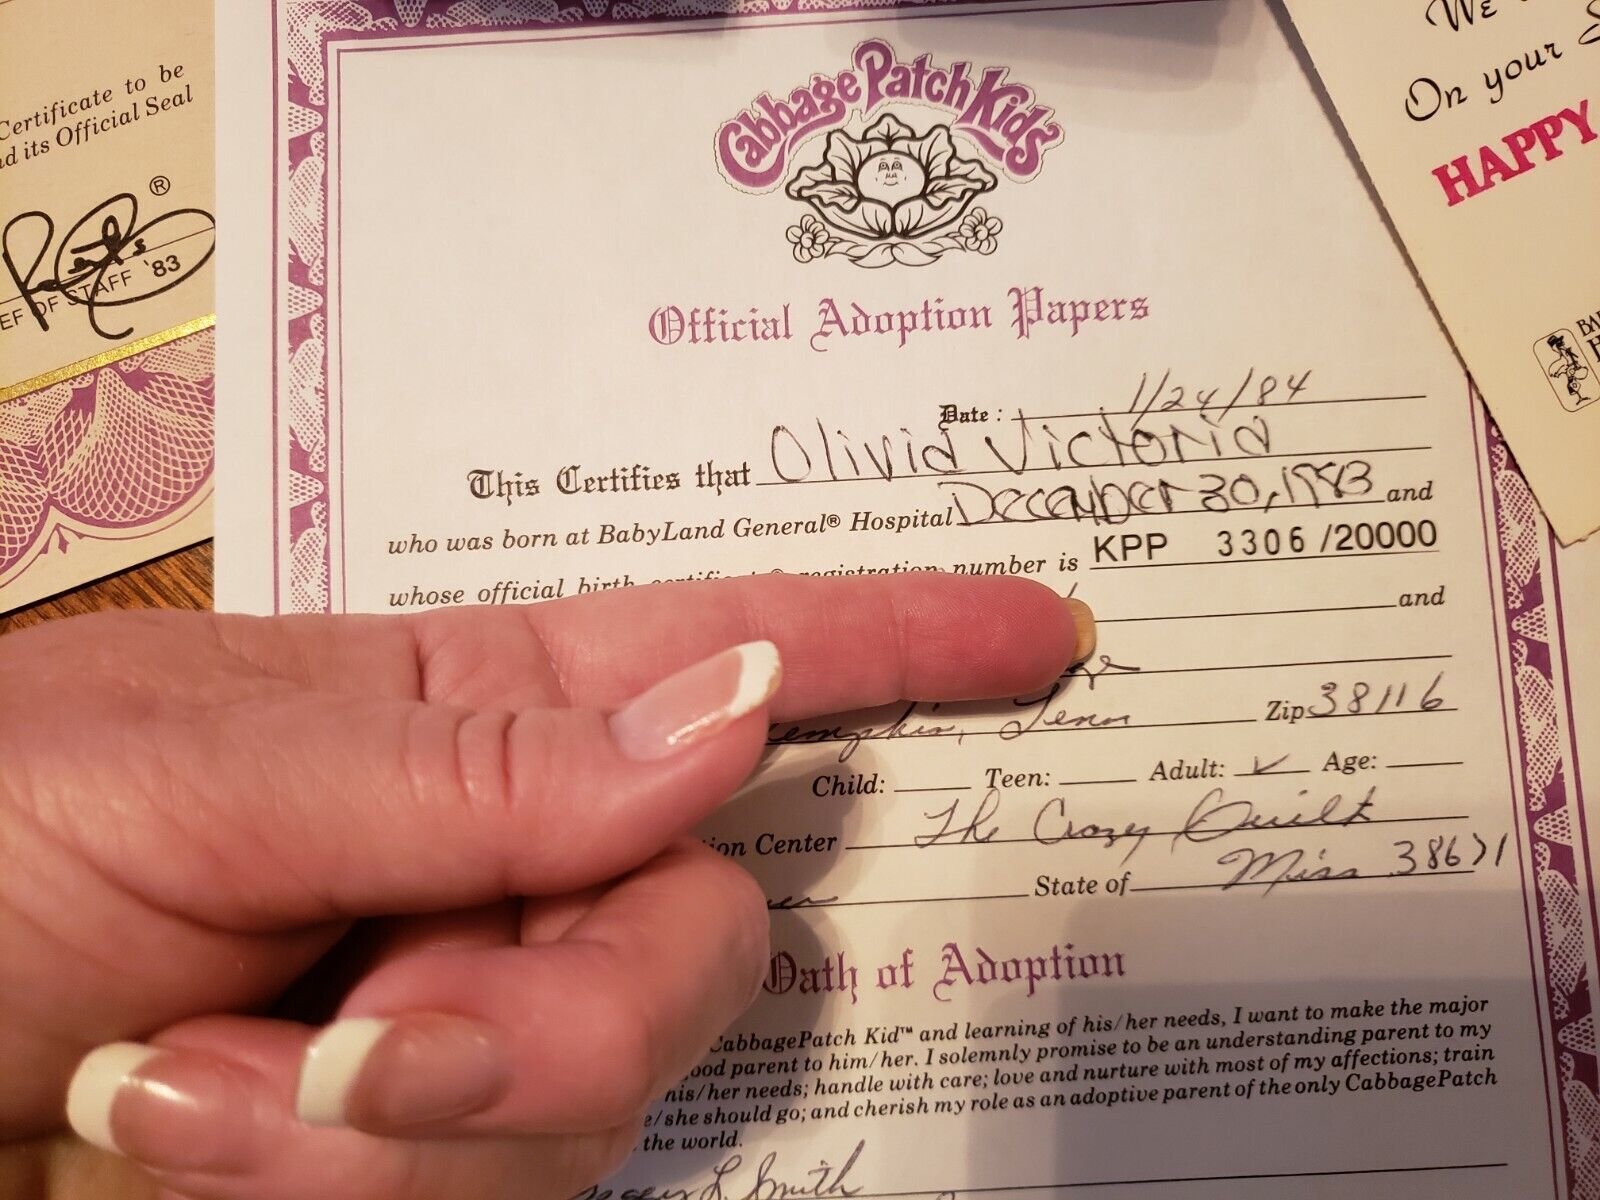 Certificate to be
its Official Seal
®
OF STAFF '83
We
On your
HAPPY
Cabbage Patch Kids
Official Adoption Papers
Date: 1/24/84
This Certifies that Olivia Victoria
who was born at BabyLand General® Hospital December 30, 1983 and
whose official birth registration number is KPP 3306/20000
and
Tenn Zip 38116
Child: Teen: Adult: ✓ Age:
Center The Crazy Quilt
State of Miss 38671
Oath of Adoption
CabbagePatch Kid™ and learning of his/her needs, I want to make the major
parent to him/her. I solemnly promise to be an understanding parent to my
his/her needs; handle with care; love and nurture with most of my affections; train
he should go; and cherish my role as an adoptive parent of the only CabbagePatch
the world.
L Smith